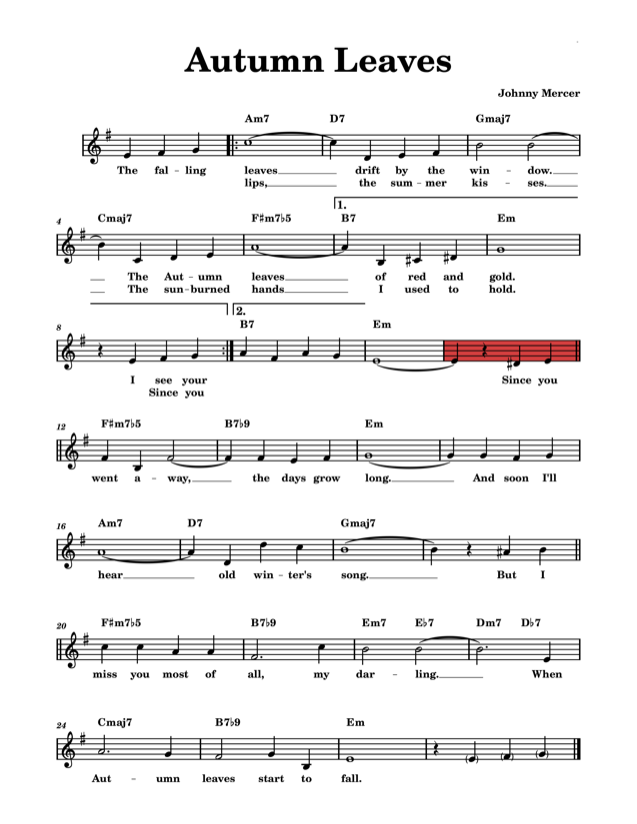 Autumn Leaves
Johnny Mercer
Am7 D7 Gmaj7
The fal – ling leaves drift by the win – dow.
lips, the sum – mer kis – ses.
1.
4 Cmaj7 F♯m7♭5 B7 Em
The Aut – umn leaves of red and gold.
The sun – burned hands I used to hold.
2.
8 B7 Em
I see your Since you
Since you
12 F♯m7♭5 B7♭9 Em
went a – way, the days grow long. And soon I'll
16 Am7 D7 Gmaj7
hear old win – ter's song. But I
20 F♯m7♭5 B7♭9 Em7 E♭7 Dm7 D♭7
miss you most of all, my dar – ling. When
24 Cmaj7 B7♭9 Em
Aut – umn leaves start to fall.